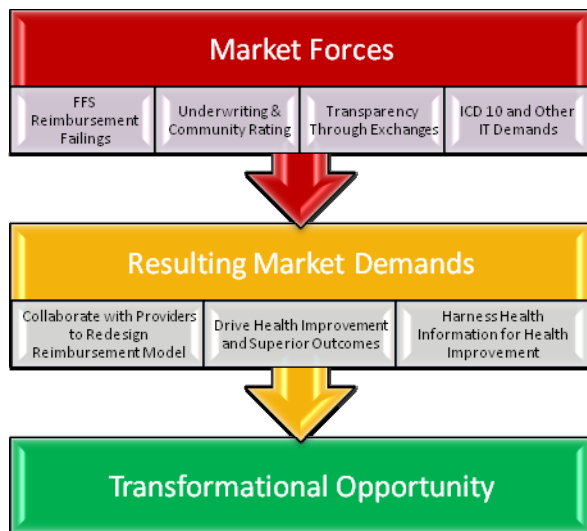 Market Forces
FFS
Reimbursement
Failings
Underwriting &
Community Rating
Transparency
Through Exchanges
ICD 10 and Other
IT Demands
Resulting Market Demands
Collaborate with Providers
to Redesign
Reimbursement Model
Drive Health Improvement
and Superior Outcomes
Harness Health
Information for Health
Improvement
Transformational Opportunity